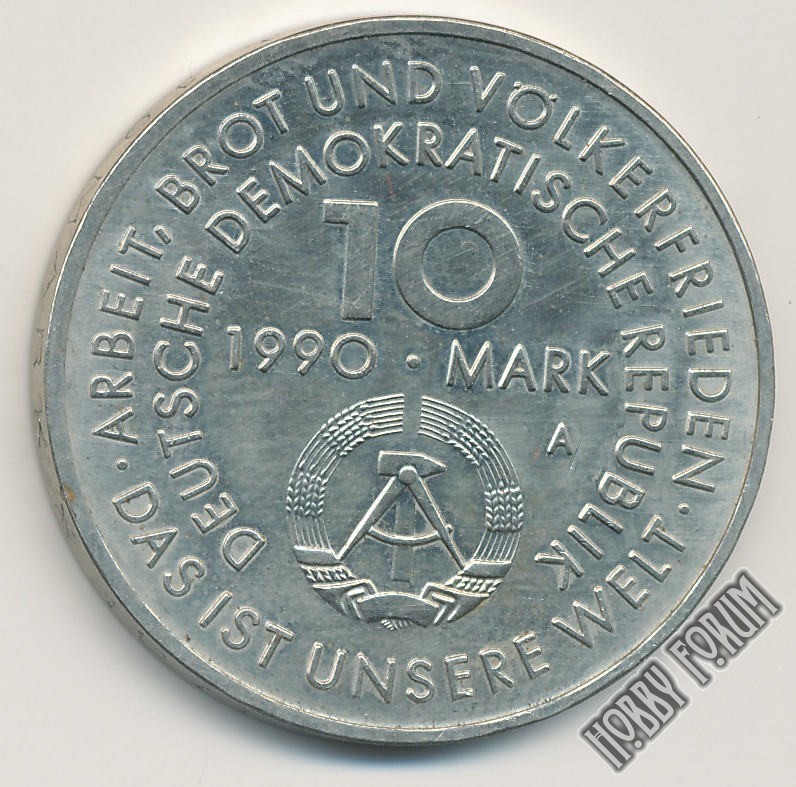 · ARBEIT, BROT UND VÖLKERFRIEDEN ·
DAS IST UNSERE WELT
DEUTSCHE DEMOKRATISCHE REPUBLIK
10
1990 · MARK
A
HOBBY FORUM